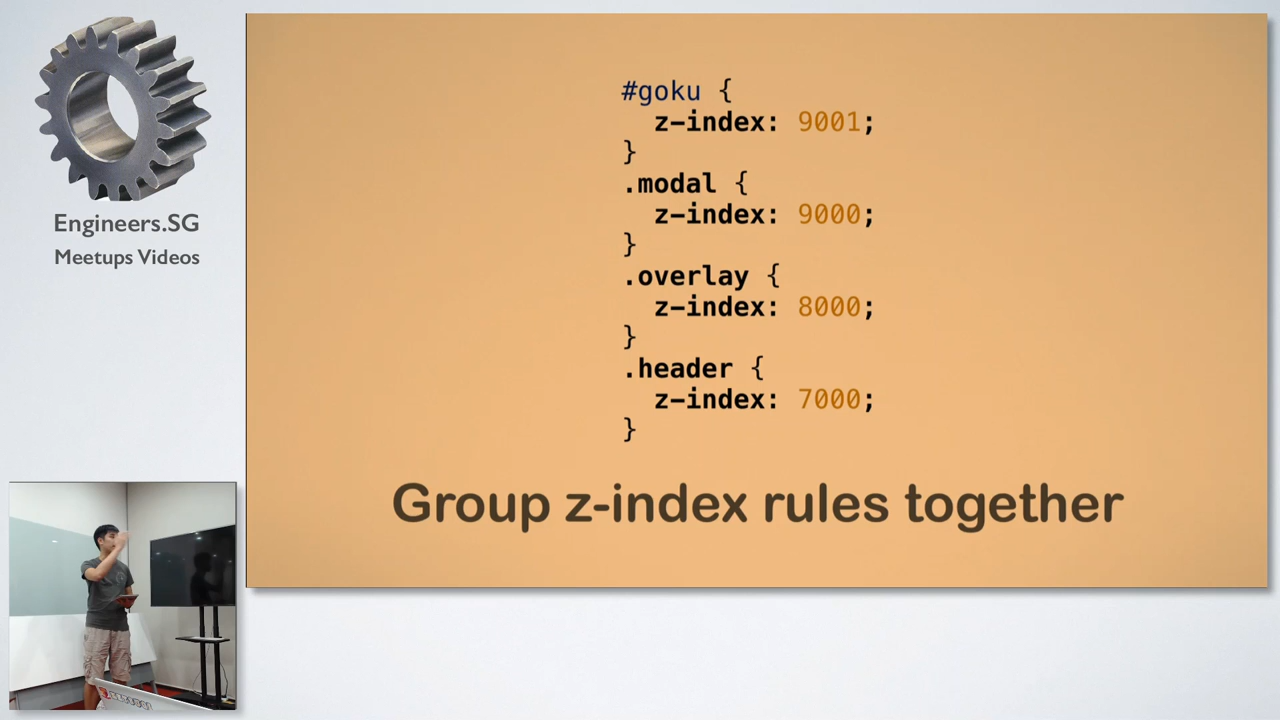 Engineers.SG
Meetups Videos
#goku {
  z-index: 9001;
}
.modal {
  z-index: 9000;
}
.overlay {
  z-index: 8000;
}
.header {
  z-index: 7000;
}
Group z-index rules together